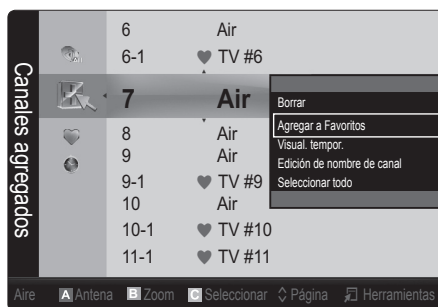 Canales agregados
6 Air
6-1 ♥ TV #6
7 Air
8 Air
9 Air
9-1 ♥ TV #9
10 Air
10-1 ♥ TV #10
11-1 ♥ TV #11
Borrar
Agregar a Favoritos
Visual. tempor.
Edición de nombre de canal
Seleccionar todo
Aire A Antena B Zoom C Seleccionar Página Herramientas